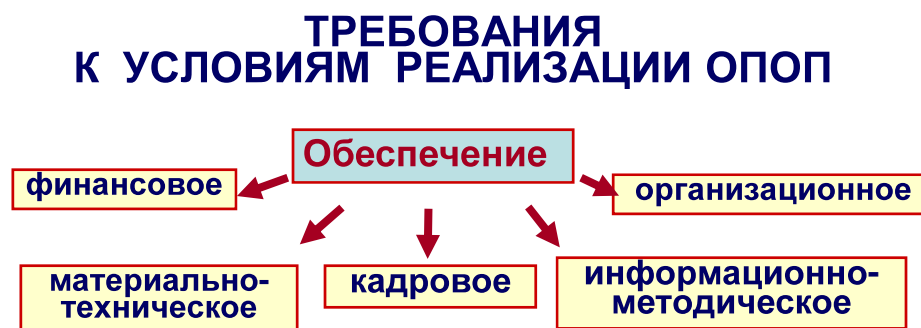 ТРЕБОВАНИЯ
К УСЛОВИЯМ РЕАЛИЗАЦИИ ОПОП
Обеспечение
финансовое
организационное
материально-
техническое
кадровое
информационно-
методическое